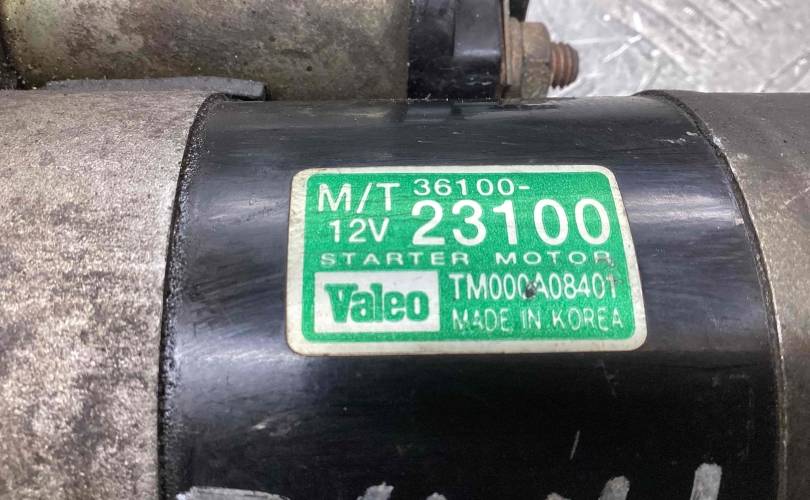 M/T 36100-
12V 23100
STARTER MOTOR
Valeo TM000A08401
MADE IN KOREA